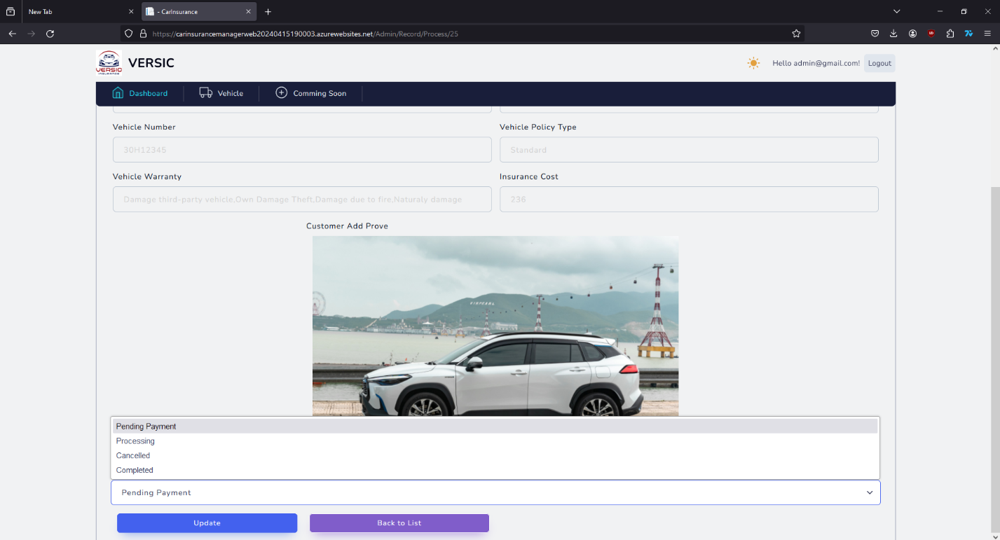 New Tab
- CarInsurance
https://carinsurancemanagerweb20240415190003.azurewebsites.net/Admin/Record/Process/25
VERSIC INSURANCE
VERSIC
Hello admin@gmail.com!
Logout
Dashboard
Vehicle
Comming Soon
Vehicle Number
Vehicle Policy Type
30H12345
Standard
Vehicle Warranty
Insurance Cost
Damage third-party vehicle,Own Damage Theft,Damage due to fire,Naturaly damage
236
Customer Add Prove
VINPEARL
Pending Payment
Processing
Cancelled
Completed
Pending Payment
Update
Back to List